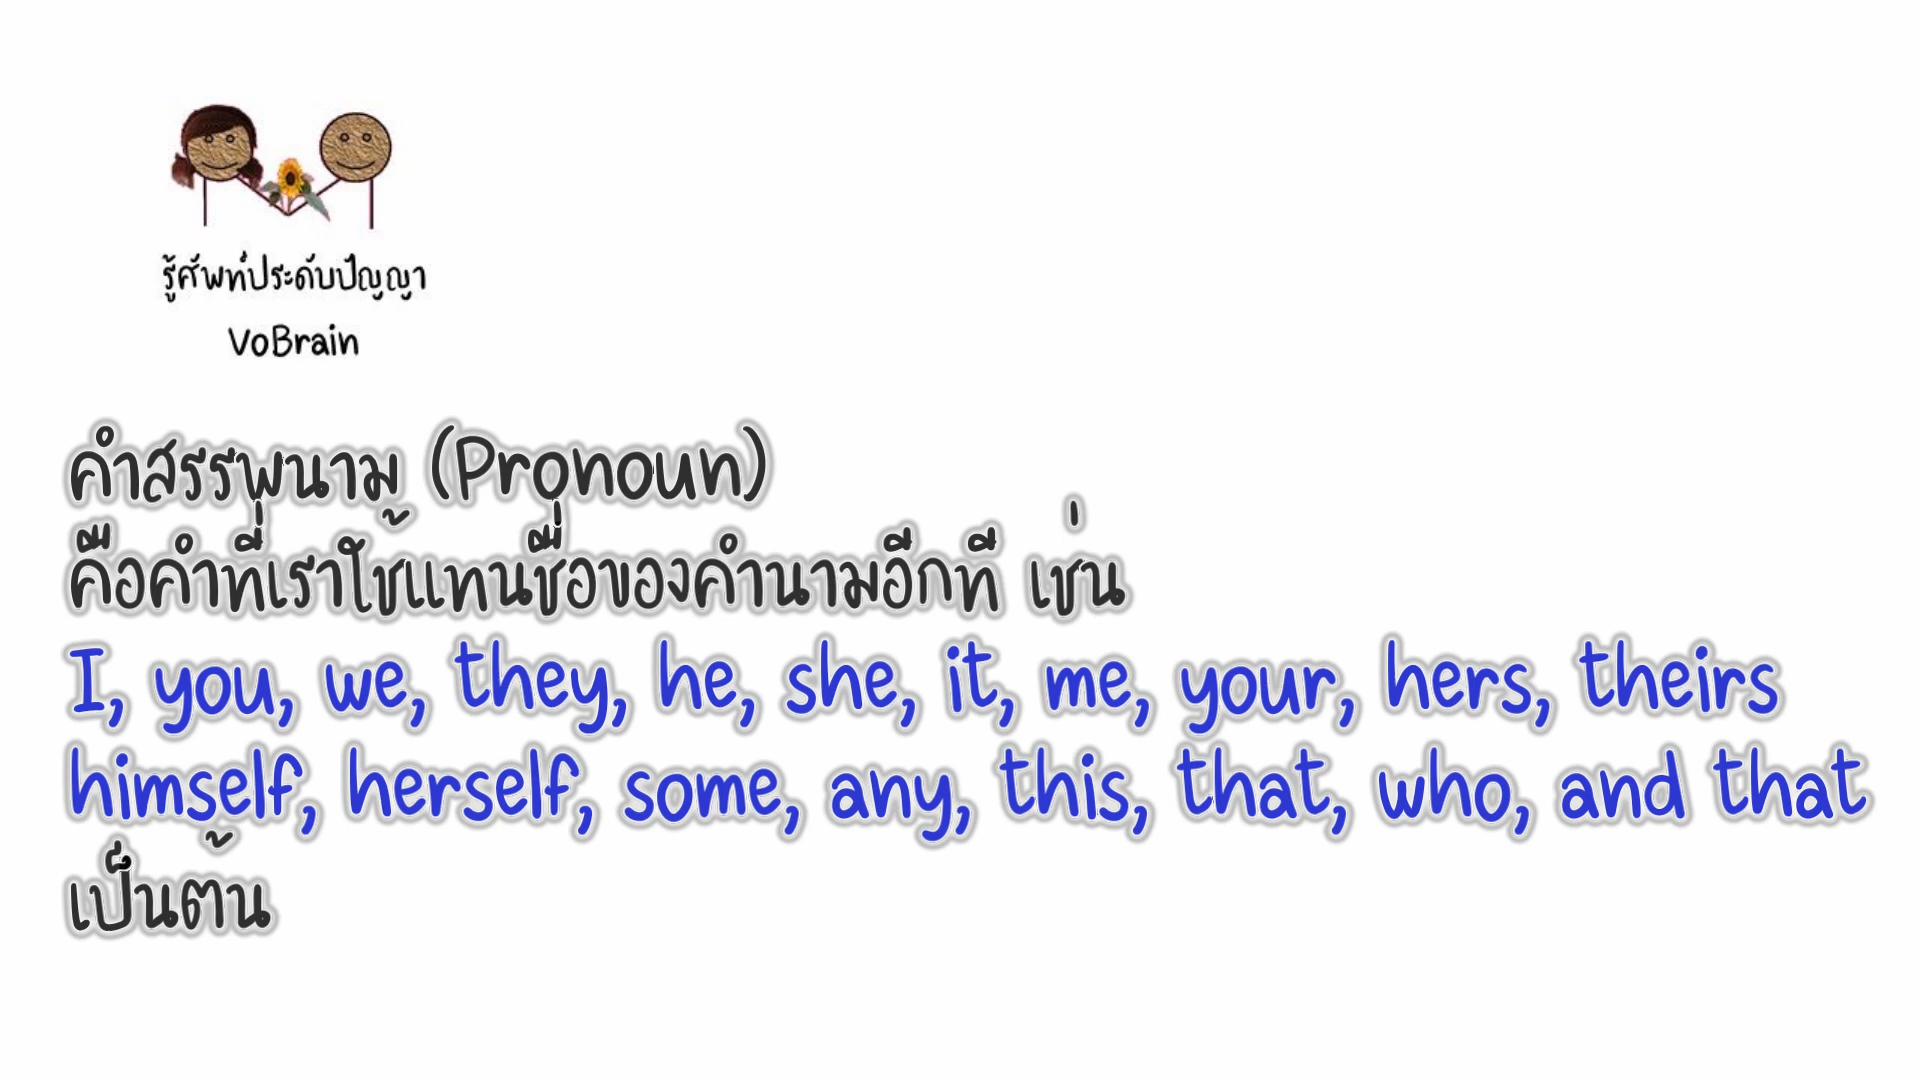 รู้ศัพท์ประดับปัญญา
VoBrain
คำสรรพนาม (Pronoun)
คือคำที่เราใช้แทนชื่อของคำนามอีกที เช่น
I, you, we, they, he, she, it, me, your, hers, theirs
himself, herself, some, any, this, that, who, and that
เป็นต้น